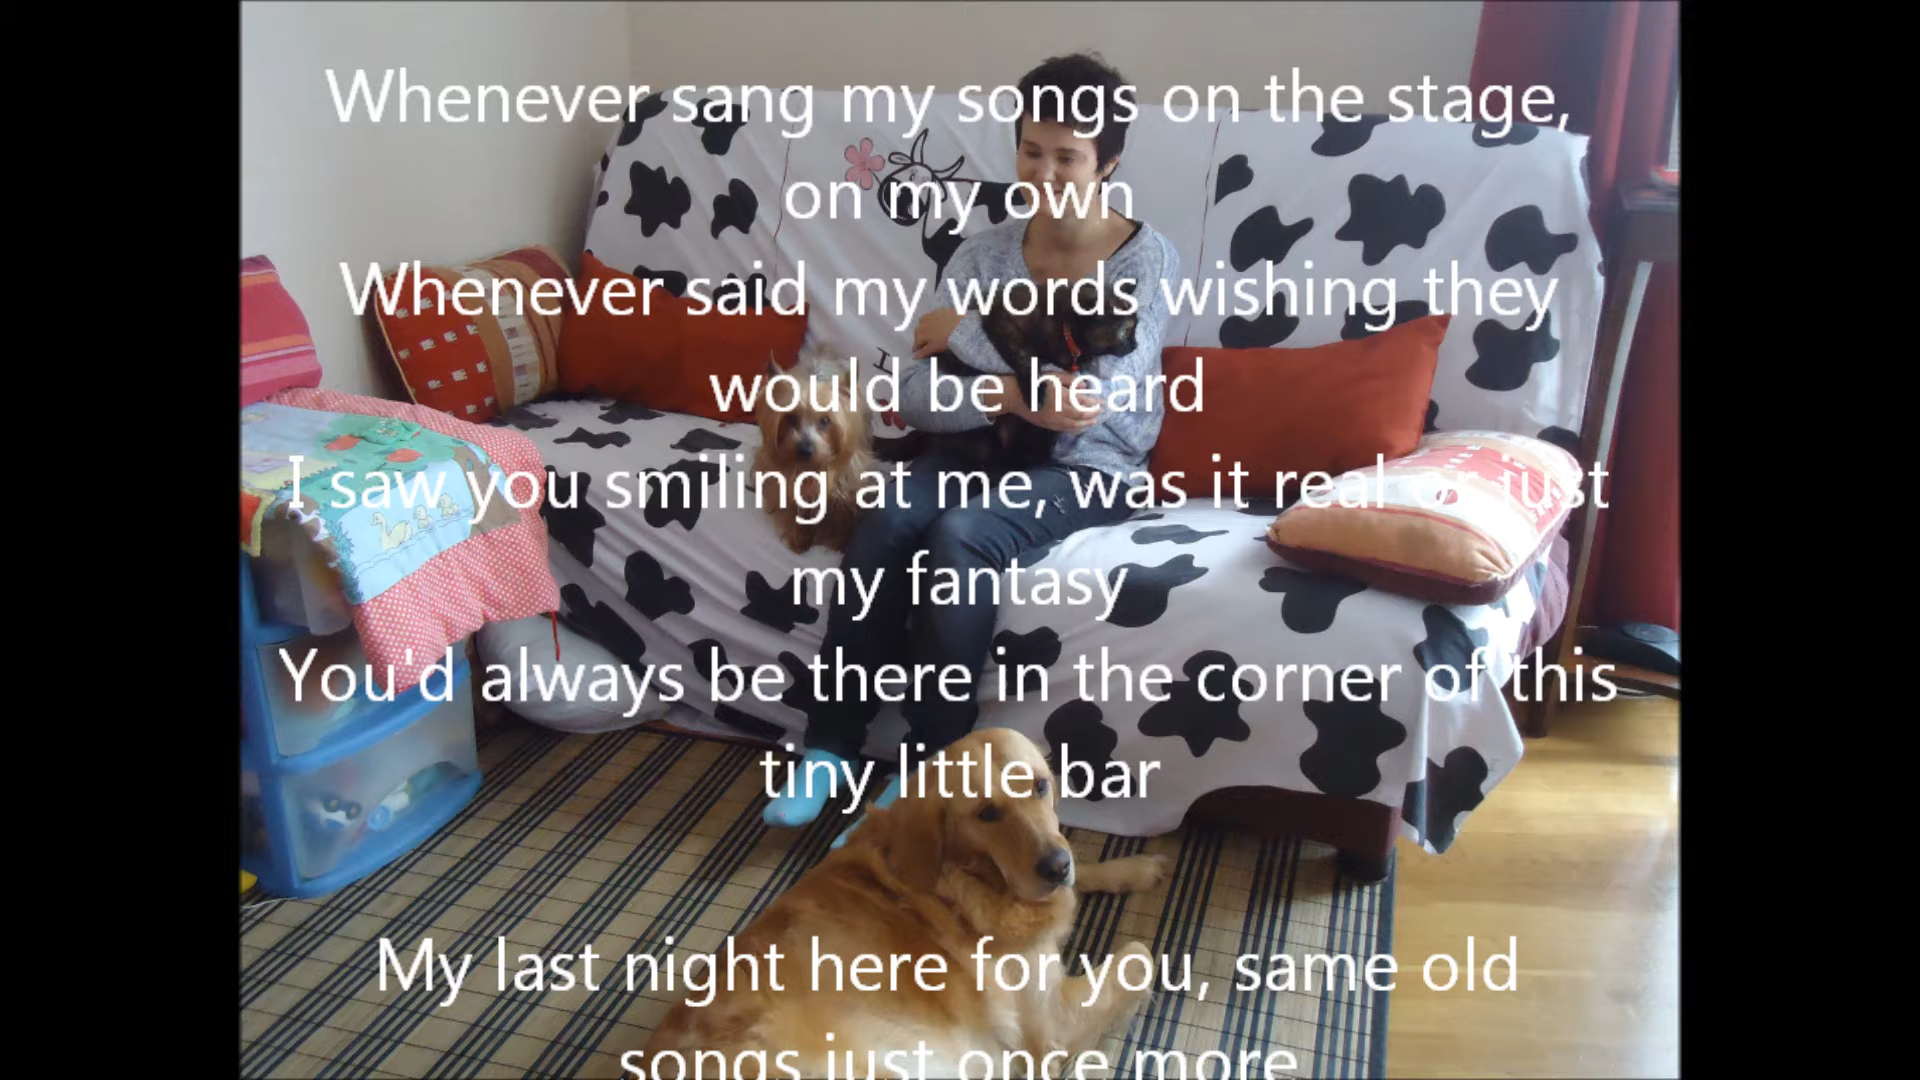 Whenever sang my songs on the stage,
on my own
Whenever said my words wishing they
would be heard
I saw you smiling at me, was it real or just
my fantasy
You'd always be there in the corner of this
tiny little bar
My last night here for you, same old
songs just once more